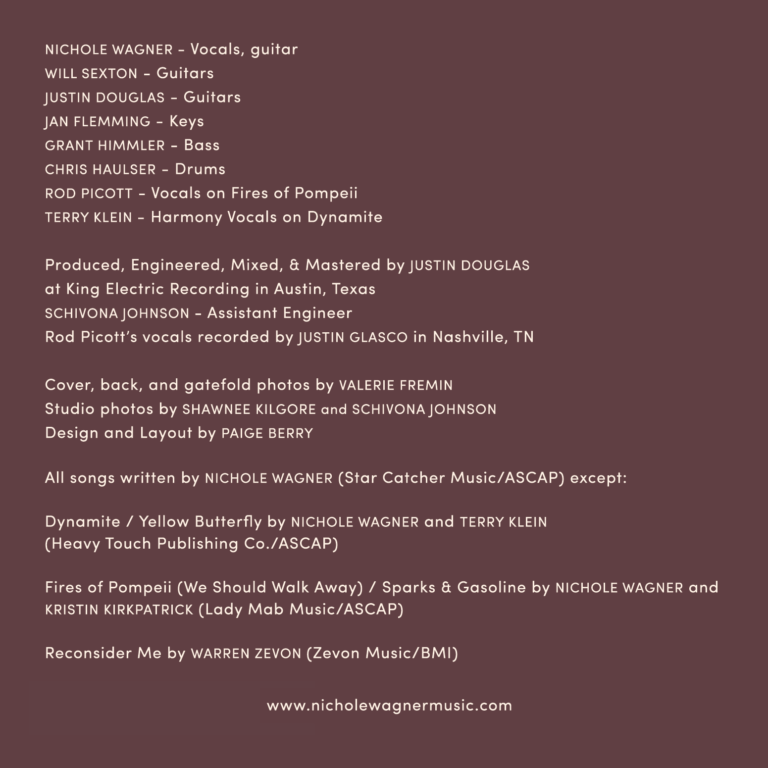 NICHOLE WAGNER – Vocals, guitar
WILL SEXTON – Guitars
JUSTIN DOUGLAS – Guitars
JAN FLEMMING – Keys
GRANT HIMMLER – Bass
CHRIS HAULSER – Drums
ROD PICOTT – Vocals on Fires of Pompeii
TERRY KLEIN – Harmony Vocals on Dynamite
Produced, Engineered, Mixed, & Mastered by JUSTIN DOUGLAS
at King Electric Recording in Austin, Texas
SCHIVONA JOHNSON – Assistant Engineer
Rod Picott’s vocals recorded by JUSTIN GLASCO in Nashville, TN
Cover, back, and gatefold photos by VALERIE FREMIN
Studio photos by SHAWNEE KILGORE and SCHIVONA JOHNSON
Design and Layout by PAIGE BERRY
All songs written by NICHOLE WAGNER (Star Catcher Music/ASCAP) except:
Dynamite / Yellow Butterfly by NICHOLE WAGNER and TERRY KLEIN
(Heavy Touch Publishing Co./ASCAP)
Fires of Pompeii (We Should Walk Away) / Sparks & Gasoline by NICHOLE WAGNER and
KRISTIN KIRKPATRICK (Lady Mab Music/ASCAP)
Reconsider Me by WARREN ZEVON (Zevon Music/BMI)
www.nicholewagnermusic.com